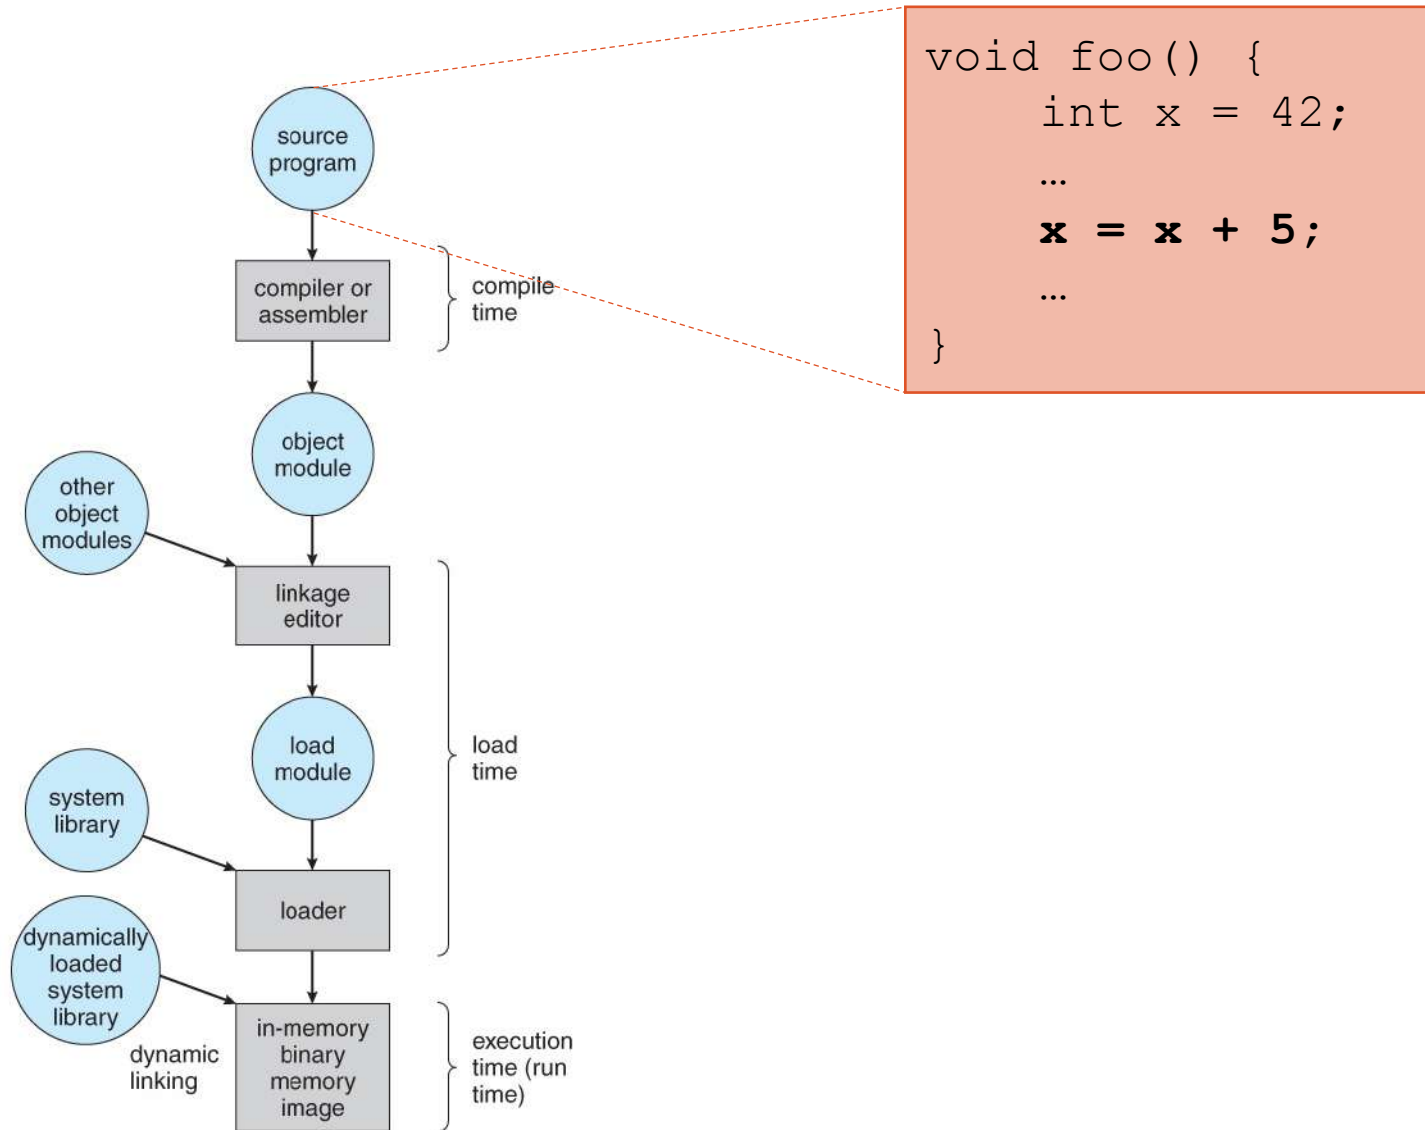 void foo() {
int x = 42;
…
x = x + 5;
…
}
source
program
compiler or
assembler
compile
time
object
module
other
object
modules
linkage
editor
load
module
load
time
system
library
loader
dynamically
loaded
system
library
dynamic
linking
in-memory
binary
memory
image
execution
time (run
time)